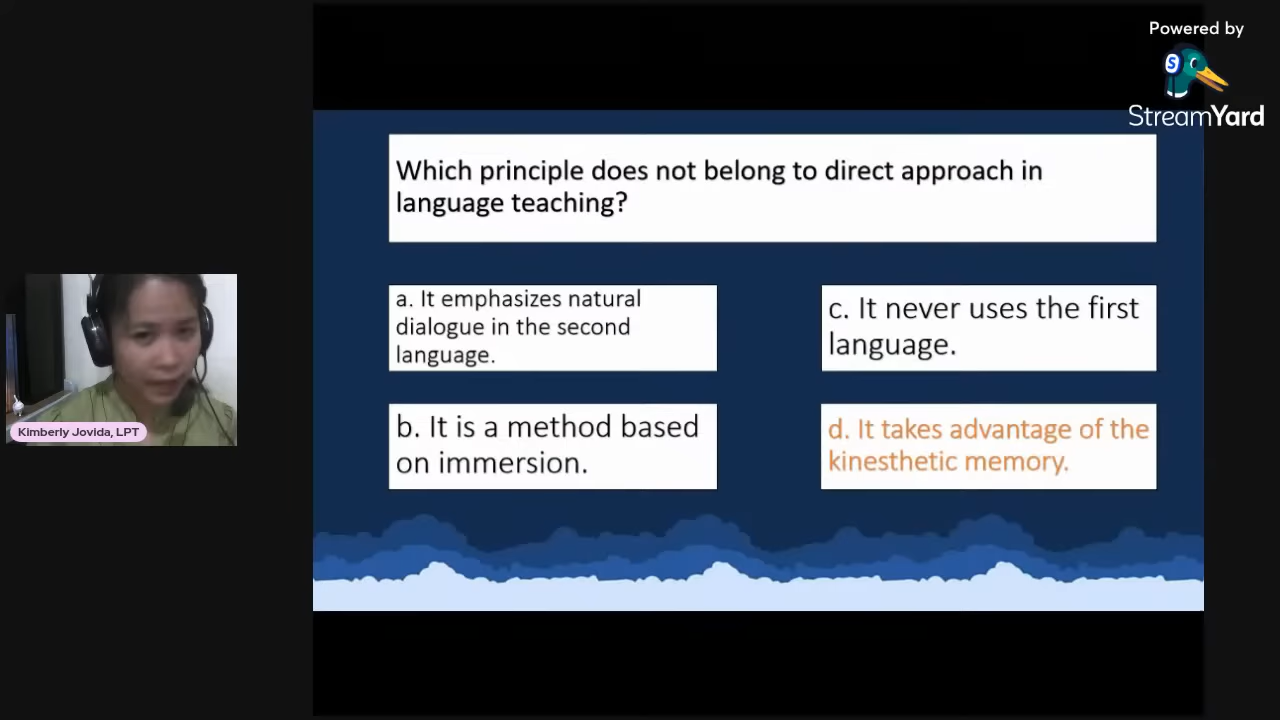 Powered by
StreamYard
Which principle does not belong to direct approach in
language teaching?
a. It emphasizes natural
dialogue in the second
language.
c. It never uses the first
language.
b. It is a method based
on immersion.
d. It takes advantage of the
kinesthetic memory.
Kimberly Jovida, LPT